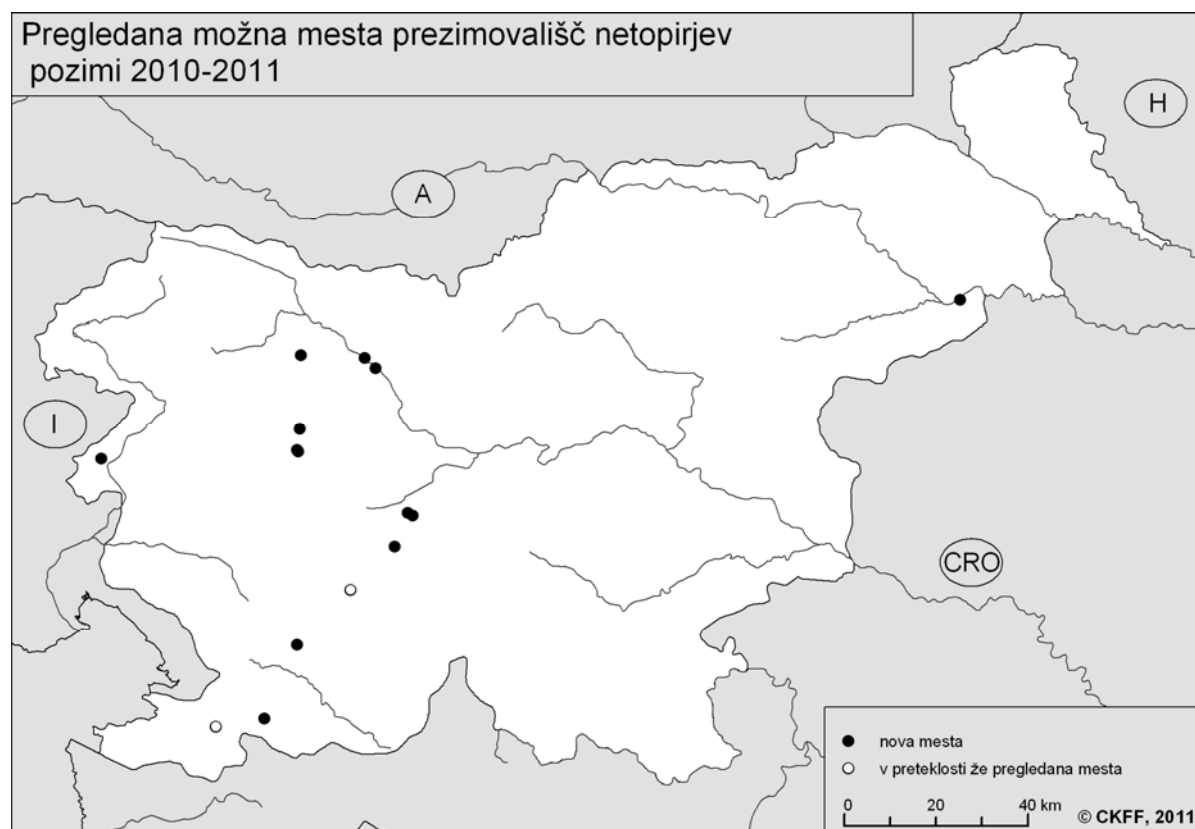 Pregledana možna mesta prezimovališč netopirjev
pozimi 2010-2011
H
A
I
CRO
nova mesta
v preteklosti že pregledana mesta
0 20 40 km
© CKFF, 2011